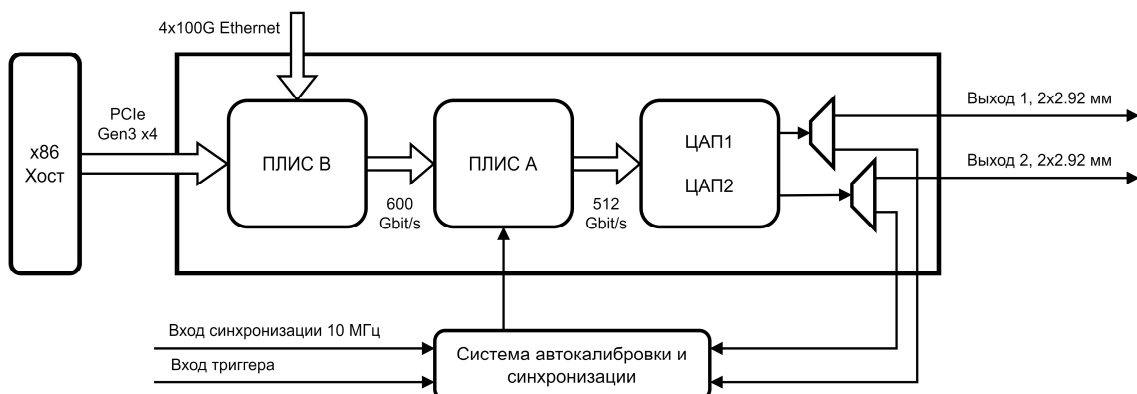 4x100G Ethernet
PCIe
Gen3 x4
x86
Хост
ПЛИС B
600
Gbit/s
ПЛИС A
512
Gbit/s
ЦАП1
ЦАП2
Выход 1, 2x2.92 мм
Выход 2, 2x2.92 мм
Вход синхронизации 10 МГц
Вход триггера
Система автокалибровки и
синхронизации